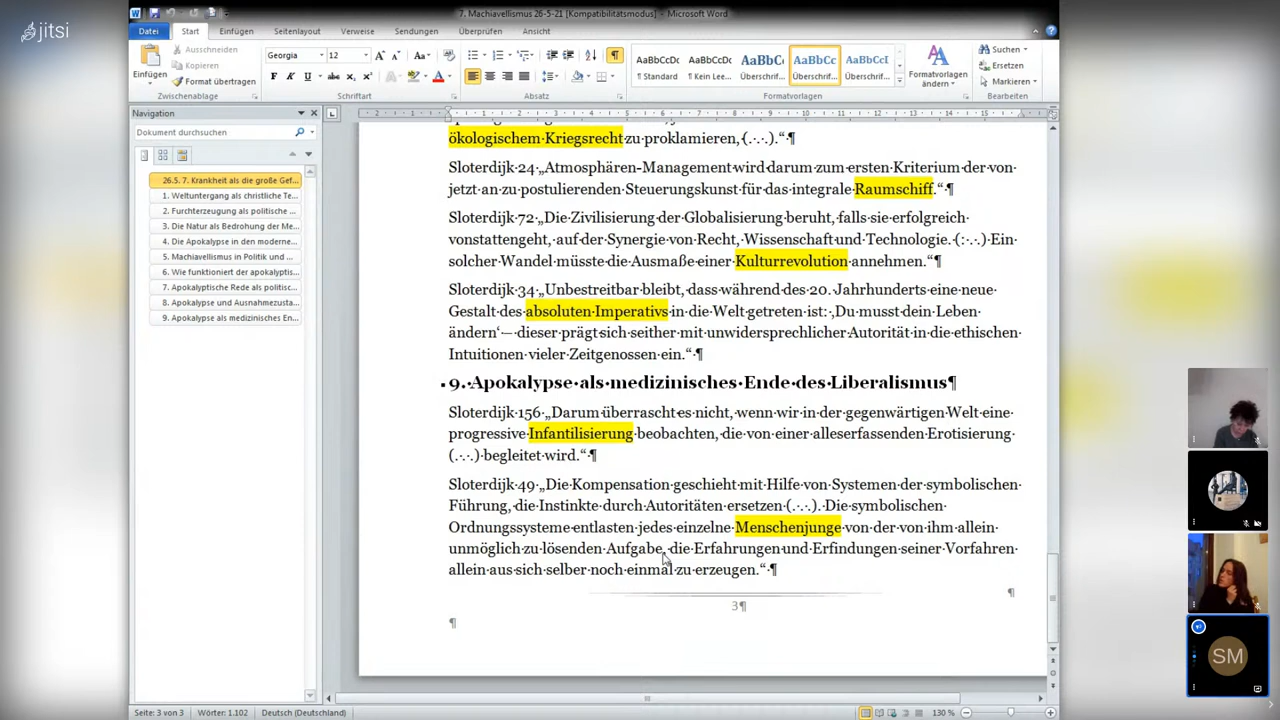 jitsi
7. Machiavellismus 26-5-21 [Kompatibilitätsmodus] - Microsoft Word
Datei Start Einfügen Seitenlayout Verweise Sendungen Überprüfen Ansicht
Einfügen
Ausschneiden
Kopieren
Format übertragen
Zwischenablage
Georgia 12
Schriftart
Absatz
AaBbCcDc AaBbCcDc AaBbC AaBbCc AaBbCcI
¶ Standard ¶ Kein Lee... Überschrif... Überschrif... Überschrif...
Formatvorlagen ändern
Formatvorlagen
Suchen
Ersetzen
Markieren
Bearbeiten
Navigation
Dokument durchsuchen
26.5. 7. Krankheit als die große Gef...
1. Weltuntergang als christliche Te...
2. Furchterzeugung als politische ...
3. Die Natur als Bedrohung der Me...
4. Die Apokalypse in den moderne...
5. Machiavellismus in Politik und ...
6. Wie funktioniert der apokalyptis...
7. Apokalyptische Rede als politisc...
8. Apokalypse und Ausnahmezusta...
9. Apokalypse als medizinisches En...
ökologischem·Kriegsrecht·zu·proklamieren,·(.·.·.).“·¶
Sloterdijk·24·„Atmosphären-Management·wird·darum·zum·ersten·Kriterium·der·von·
jetzt·an·zu·postulierenden·Steuerungskunst·für·das·integrale·Raumschiff.“·¶
Sloterdijk·72·„Die·Zivilisierung·der·Globalisierung·beruht,·falls·sie·erfolgreich·
vonstattengeht,·auf·der·Synergie·von·Recht,·Wissenschaft·und·Technologie.·(:·.·.)·Ein·
solcher·Wandel·müsste·die·Ausmaße·einer·Kulturrevolution·annehmen.“¶
Sloterdijk·34·„Unbestreitbar·bleibt,·dass·während·des·20.·Jahrhunderts·eine·neue·
Gestalt·des·absoluten·Imperativs·in·die·Welt·getreten·ist:·‚Du·musst·dein·Leben·
ändern‘·–·dieser·prägt·sich·seither·mit·unwidersprechlicher·Autorität·in·die·ethischen·
Intuitionen·vieler·Zeitgenossen·ein.“·¶
9.·Apokalypse·als·medizinisches·Ende·des·Liberalismus¶
Sloterdijk·156·„Darum·überrascht·es·nicht,·wenn·wir·in·der·gegenwärtigen·Welt·eine·
progressive·Infantilisierung·beobachten,·die·von·einer·alleserfassenden·Erotisierung·
(.·.·.)·begleitet·wird.“·¶
Sloterdijk·49·„Die·Kompensation·geschieht·mit·Hilfe·von·Systemen·der·symbolischen·
Führung,·die·Instinkte·durch·Autoritäten·ersetzen·(.·.·.).·Die·symbolischen·
Ordnungssysteme·entlasten·jedes·einzelne·Menschenjunge·von·der·von·ihm·allein·
unmöglich·zu·lösenden·Aufgabe,·die·Erfahrungen·und·Erfindungen·seiner·Vorfahren·
allein·aus·sich·selber·noch·einmal·zu·erzeugen.“·¶
3¶
¶
SM
Seite: 3 von 3 Wörter: 1.102 Deutsch (Deutschland) 130 %